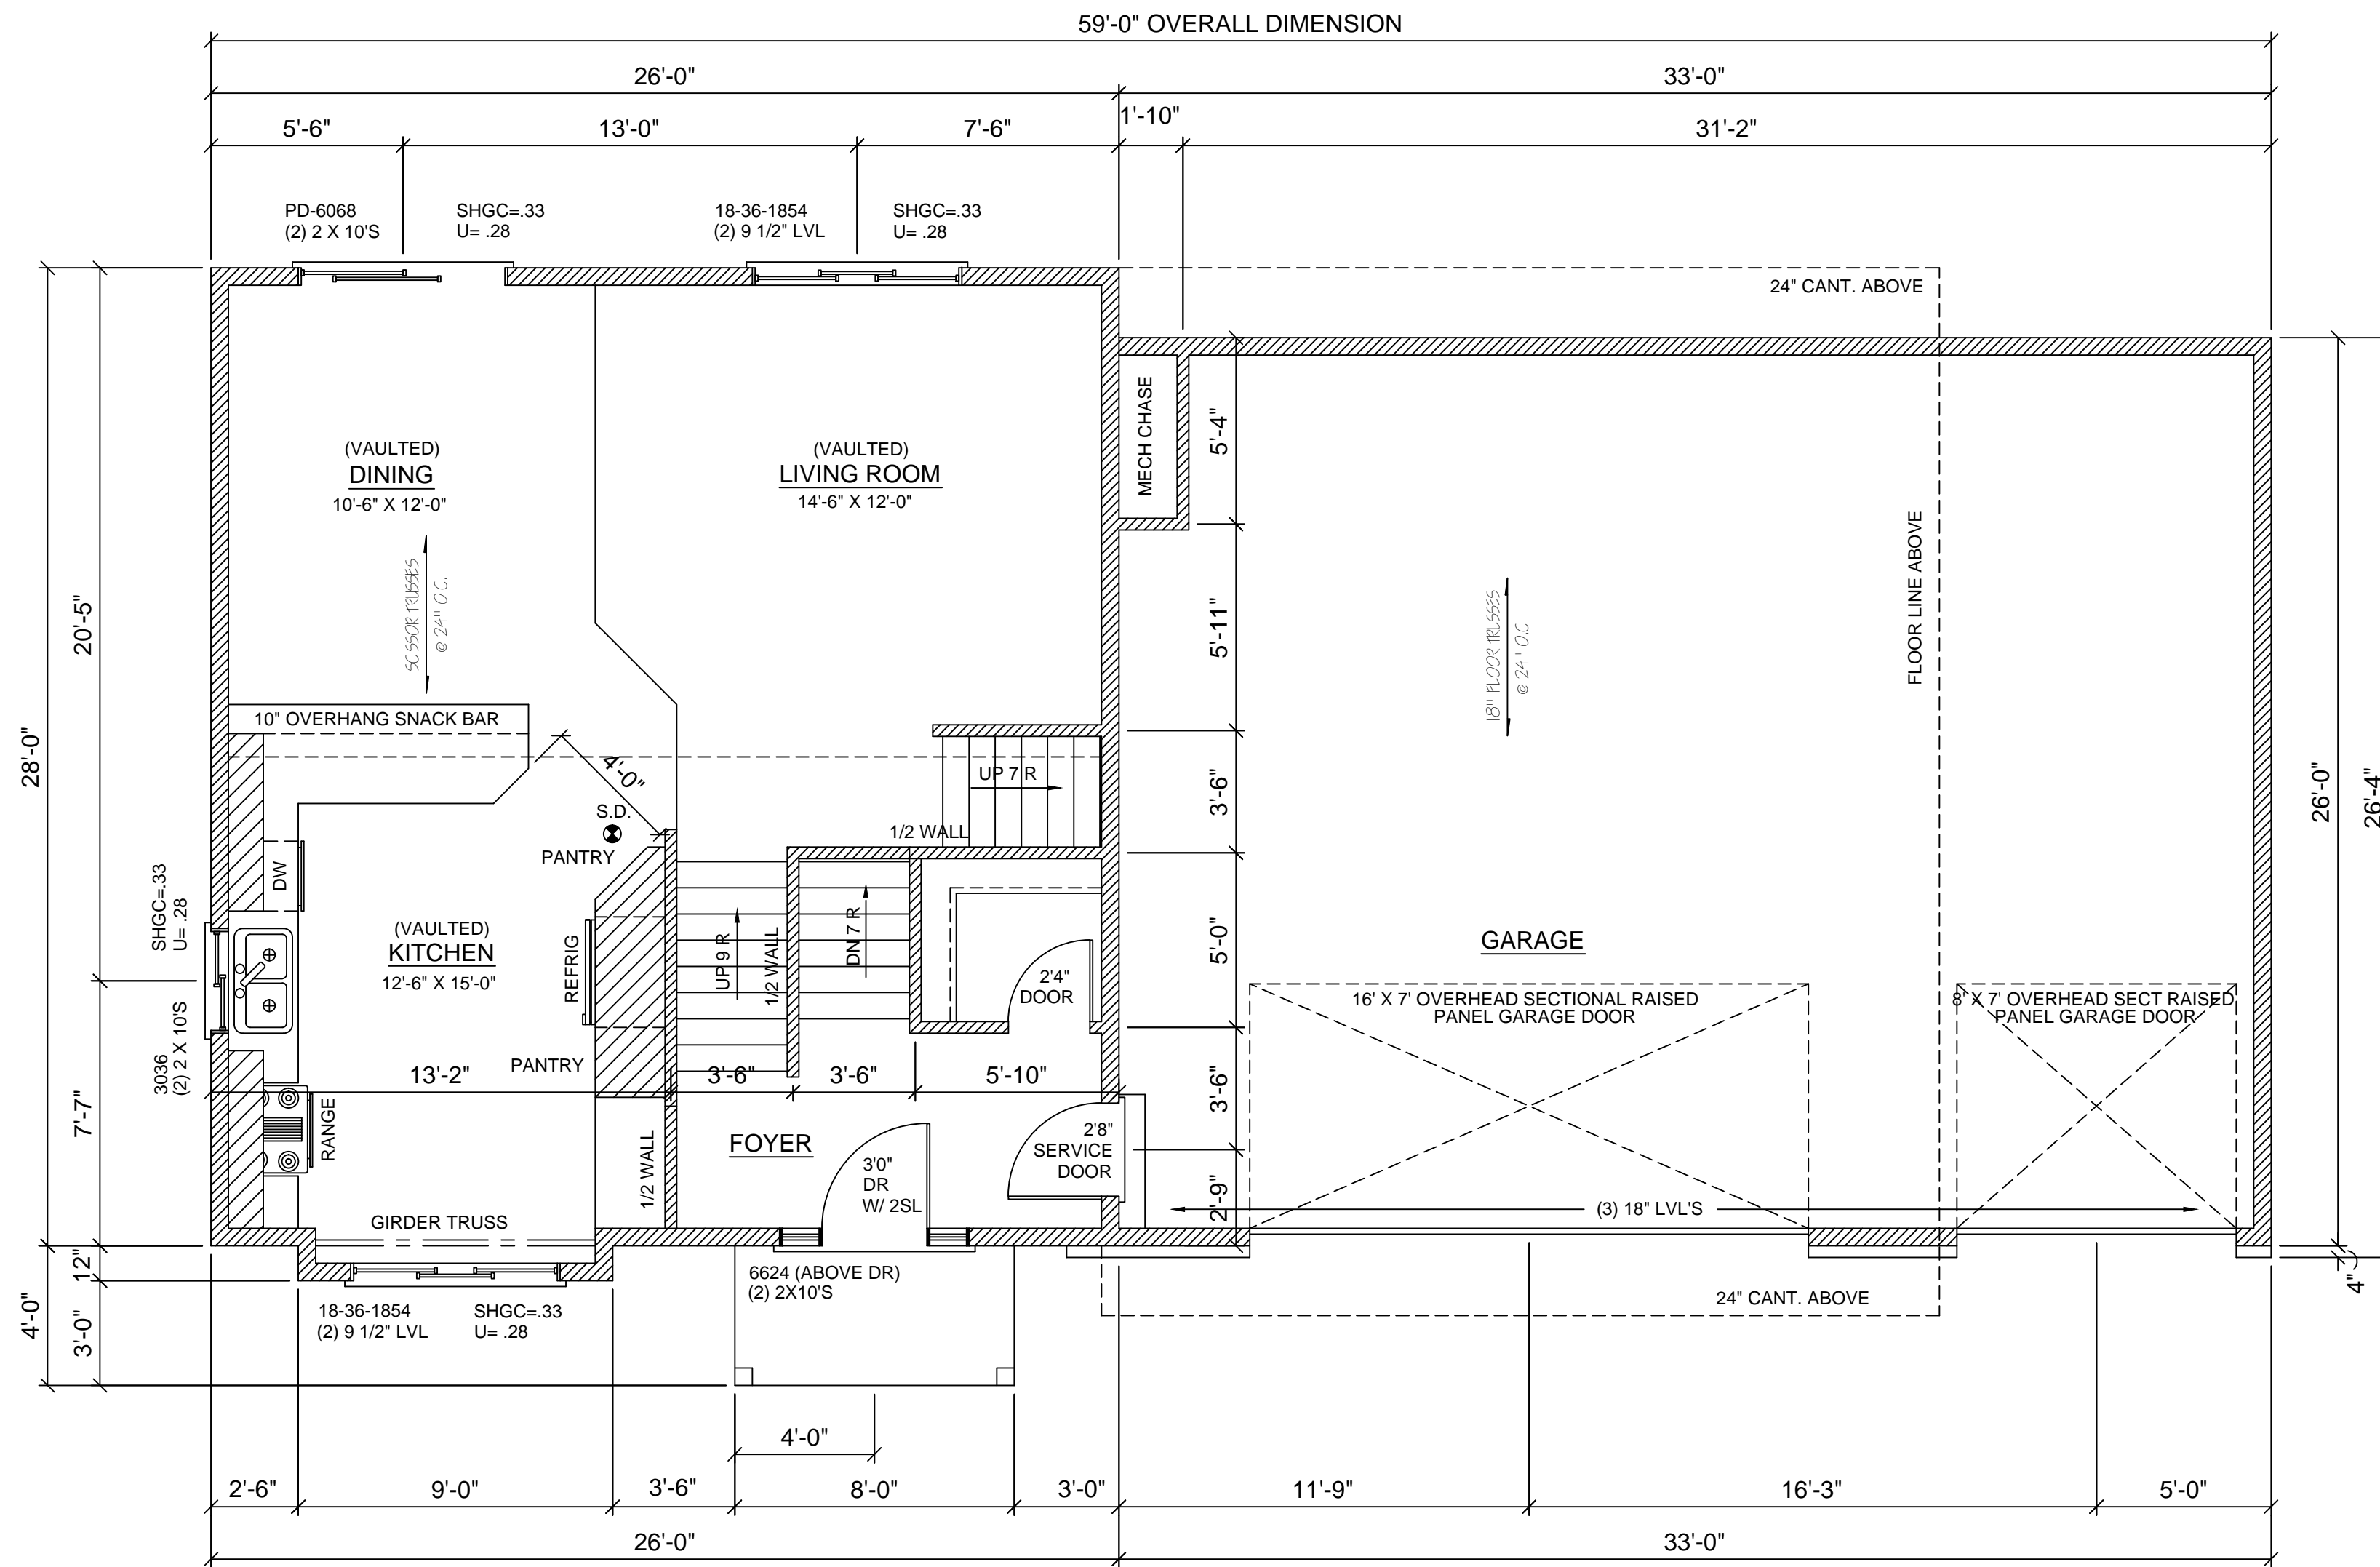 59'-0" OVERALL DIMENSION
26'-0"
33'-0"
5'-6"
13'-0"
7'-6"
1'-10"
31'-2"
PD-6068
(2) 2 X 10'S
SHGC=.33
U= .28
18-36-1854
(2) 9 1/2" LVL
SHGC=.33
U= .28
24" CANT. ABOVE
(VAULTED)
DINING
10'-6" X 12'-0"
(VAULTED)
LIVING ROOM
14'-6" X 12'-0"
MECH CHASE
5'-4"
SCISSOR TRUSSES
@ 24" O.C.
18" FLOOR TRUSSES
@ 24" O.C.
FLOOR LINE ABOVE
20'-5"
28'-0"
5'-11"
10" OVERHANG SNACK BAR
4'-0"
UP 7 R
3'-6"
26'-0"
26'-4"
S.D.
1/2 WALL
PANTRY
DW
SHGC=.33
U= .28
(VAULTED)
KITCHEN
12'-6" X 15'-0"
REFRIG
UP 9 R
1/2 WALL
DN 7 R
2'4"
DOOR
5'-0"
GARAGE
16' X 7' OVERHEAD SECTIONAL RAISED
PANEL GARAGE DOOR
8' X 7' OVERHEAD SECT RAISED
PANEL GARAGE DOOR
3036
(2) 2 X 10'S
PANTRY
13'-2"
3'-6"
3'-6"
5'-10"
3'-6"
7'-7"
RANGE
1/2 WALL
FOYER
3'0"
DR
W/ 2SL
2'8"
SERVICE
DOOR
2'-9"
(3) 18" LVL'S
GIRDER TRUSS
12"
4'-0"
3'-0"
18-36-1854
(2) 9 1/2" LVL
SHGC=.33
U= .28
6624 (ABOVE DR)
(2) 2X10'S
24" CANT. ABOVE
4"
4'-0"
2'-6"
9'-0"
3'-6"
8'-0"
3'-0"
11'-9"
16'-3"
5'-0"
26'-0"
33'-0"